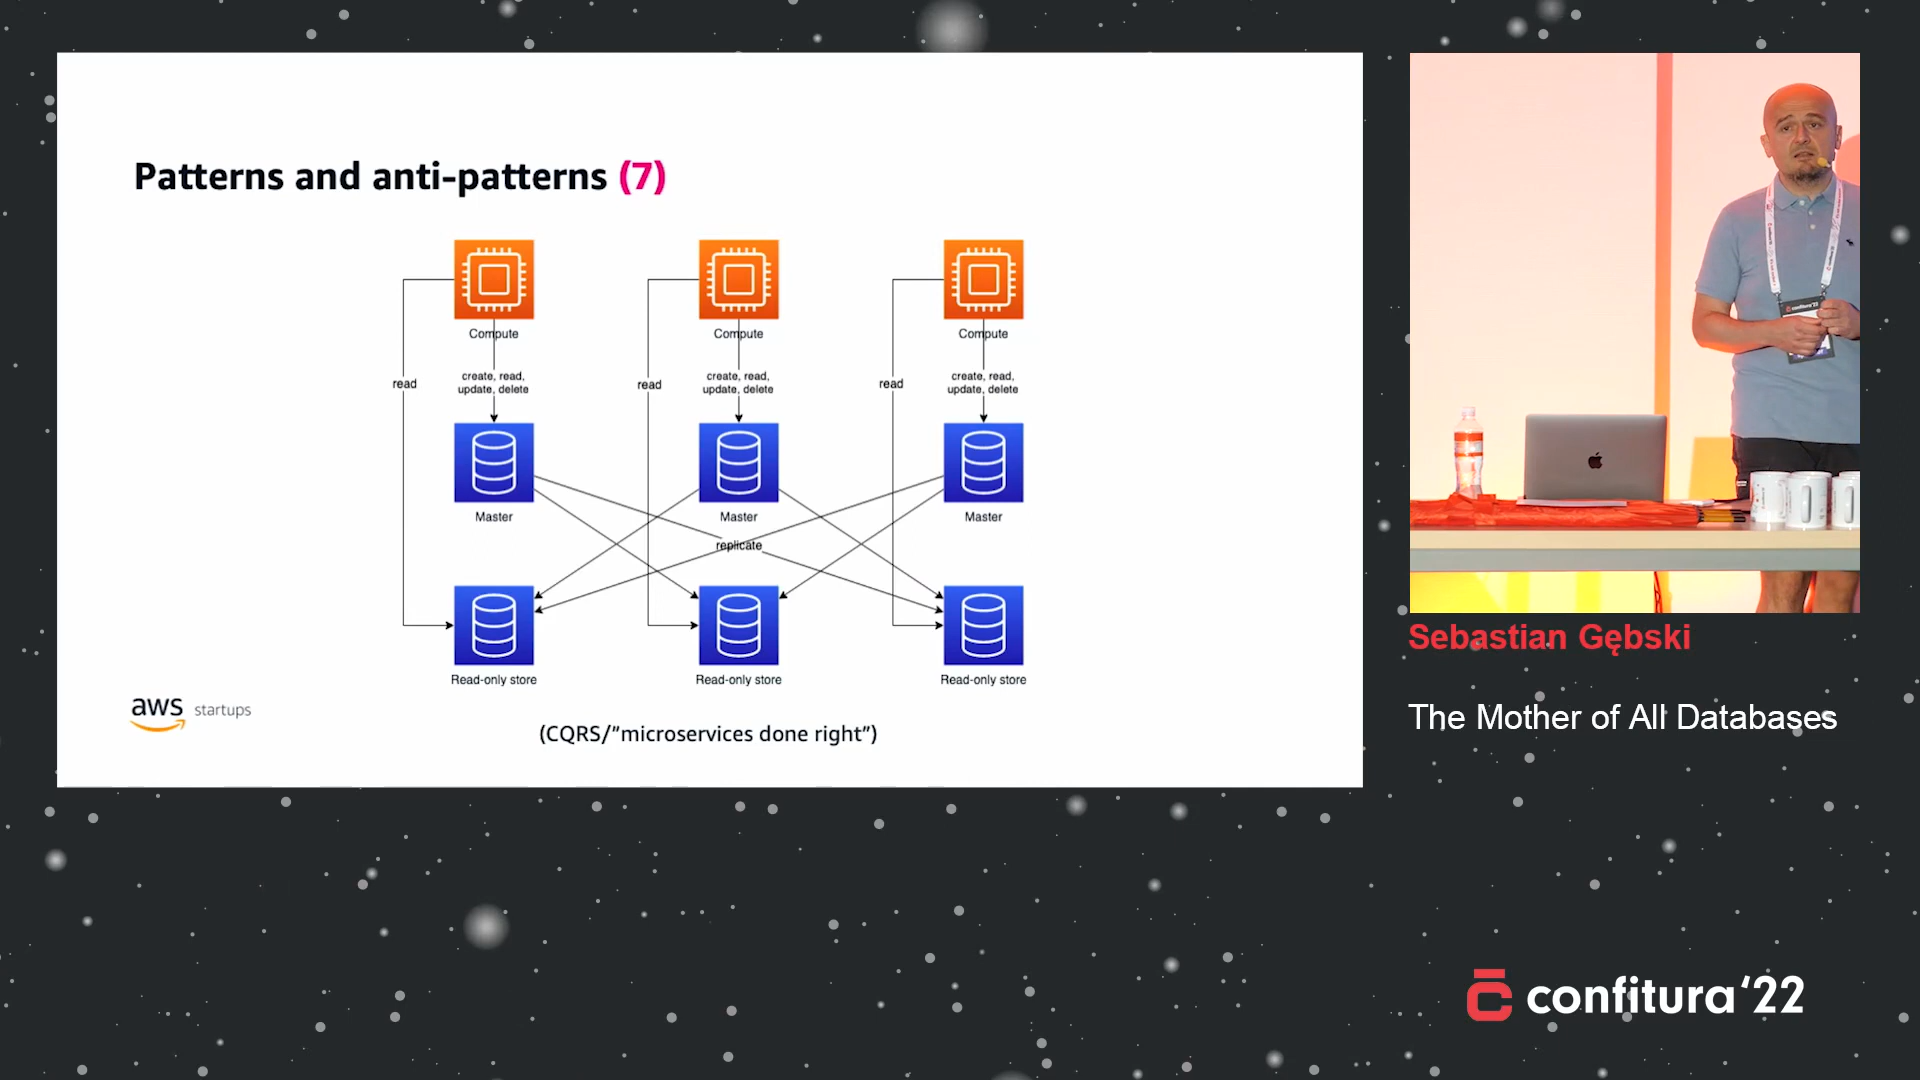 Patterns and anti-patterns (7)
Compute
Compute
Compute
read
create, read,
update, delete
read
create, read,
update, delete
read
create, read,
update, delete
Master
Master
Master
replicate
Read-only store
Read-only store
Read-only store
aws startups
(CQRS/"microservices done right")
confitura'22
Sebastian Gębski
The Mother of All Databases
confitura '22